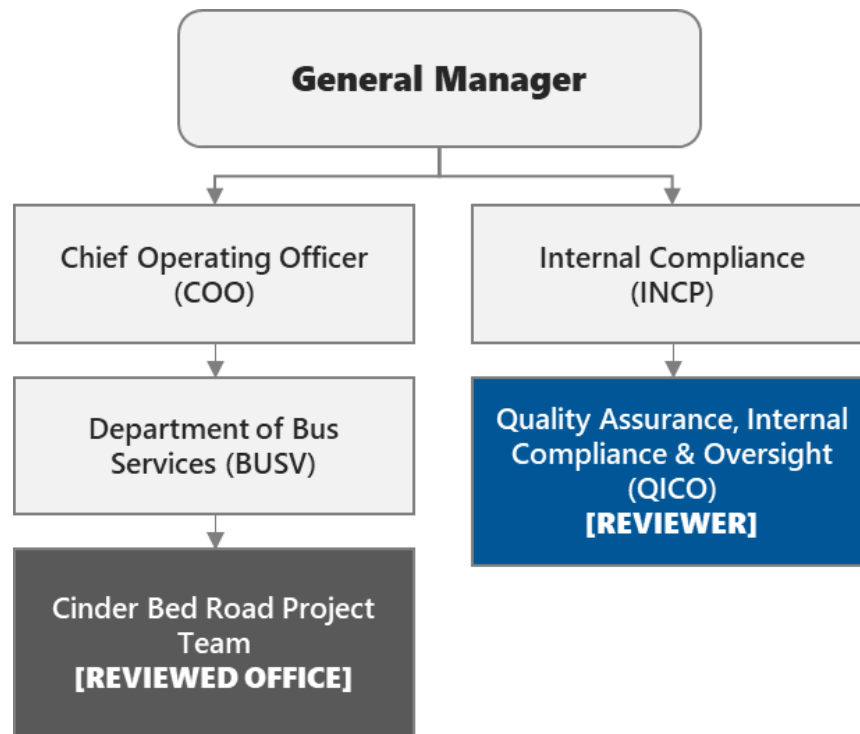 General Manager
Chief Operating Officer
(COO)
Internal Compliance
(INCP)
Department of Bus
Services (BUSV)
Quality Assurance, Internal
Compliance & Oversight
(QICO)
[REVIEWER]
Cinder Bed Road Project
Team
[REVIEWED OFFICE]